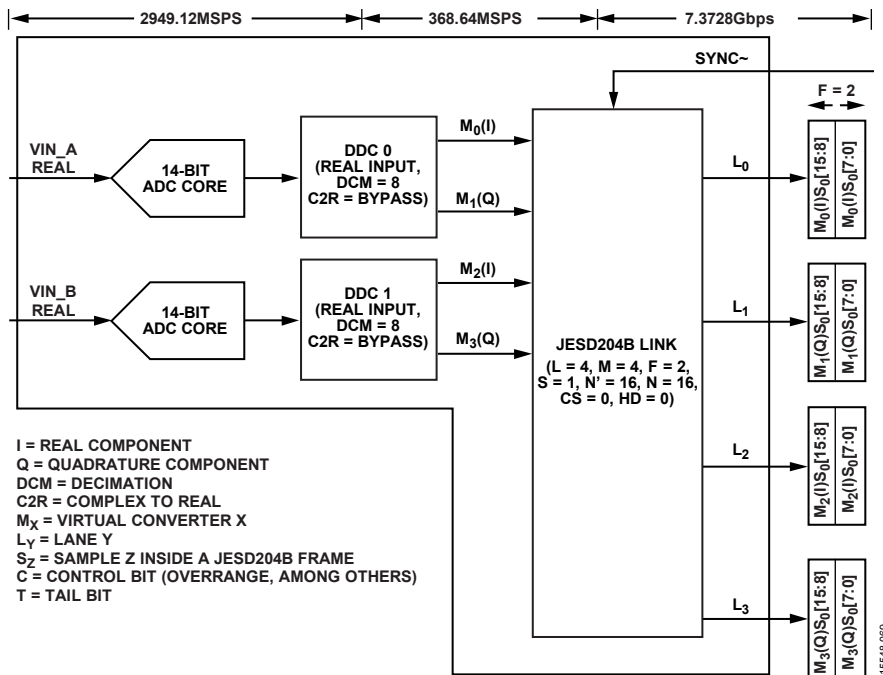 2949.12MSPS
368.64MSPS
7.3728Gbps
SYNC~
F = 2
VIN_A
REAL
14-BIT
ADC CORE
DDC 0
(REAL INPUT,
DCM = 8
C2R = BYPASS)
M0(I)
M1(Q)
L0
M0(I)S0[15:8]
M0(I)S0[7:0]
VIN_B
REAL
14-BIT
ADC CORE
DDC 1
(REAL INPUT,
DCM = 8
C2R = BYPASS)
M2(I)
M3(Q)
JESD204B LINK
(L = 4, M = 4, F = 2,
S = 1, N' = 16, N = 16,
CS = 0, HD = 0)
L1
M1(Q)S0[15:8]
M1(Q)S0[7:0]
L2
M2(I)S0[15:8]
M2(I)S0[7:0]
L3
M3(Q)S0[15:8]
M3(Q)S0[7:0]
I = REAL COMPONENT
Q = QUADRATURE COMPONENT
DCM = DECIMATION
C2R = COMPLEX TO REAL
MX = VIRTUAL CONVERTER X
LY = LANE Y
SZ = SAMPLE Z INSIDE A JESD204B FRAME
C = CONTROL BIT (OVERRANGE, AMONG OTHERS)
T = TAIL BIT